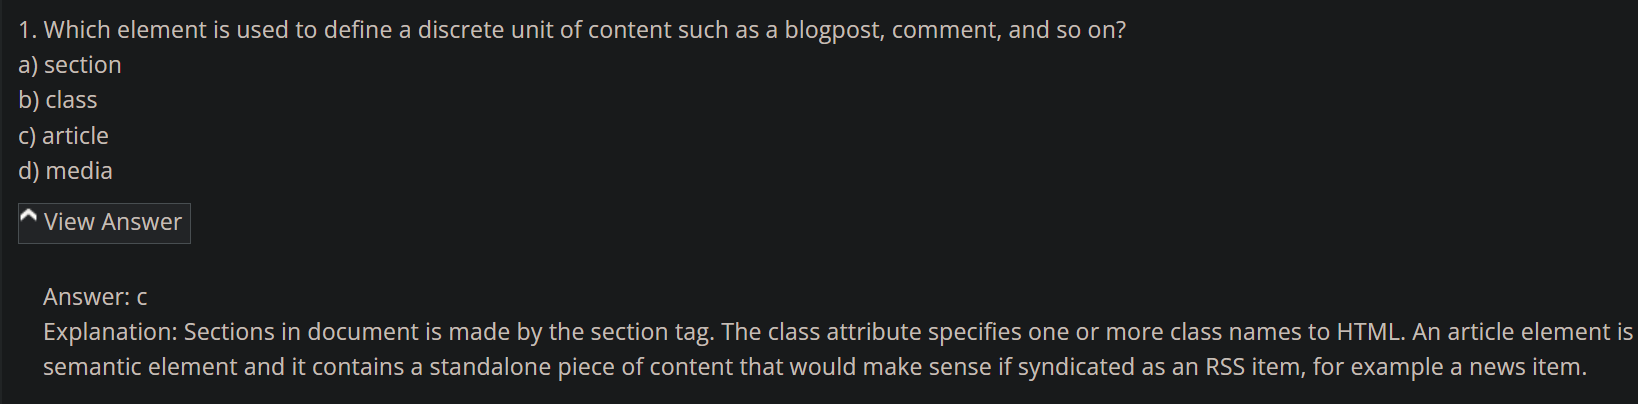 1. Which element is used to define a discrete unit of content such as a blogpost, comment, and so on?
a) section
b) class
c) article
d) media
View Answer
Answer: c
Explanation: Sections in document is made by the section tag. The class attribute specifies one or more class names to HTML. An article element is
semantic element and it contains a standalone piece of content that would make sense if syndicated as an RSS item, for example a news item.